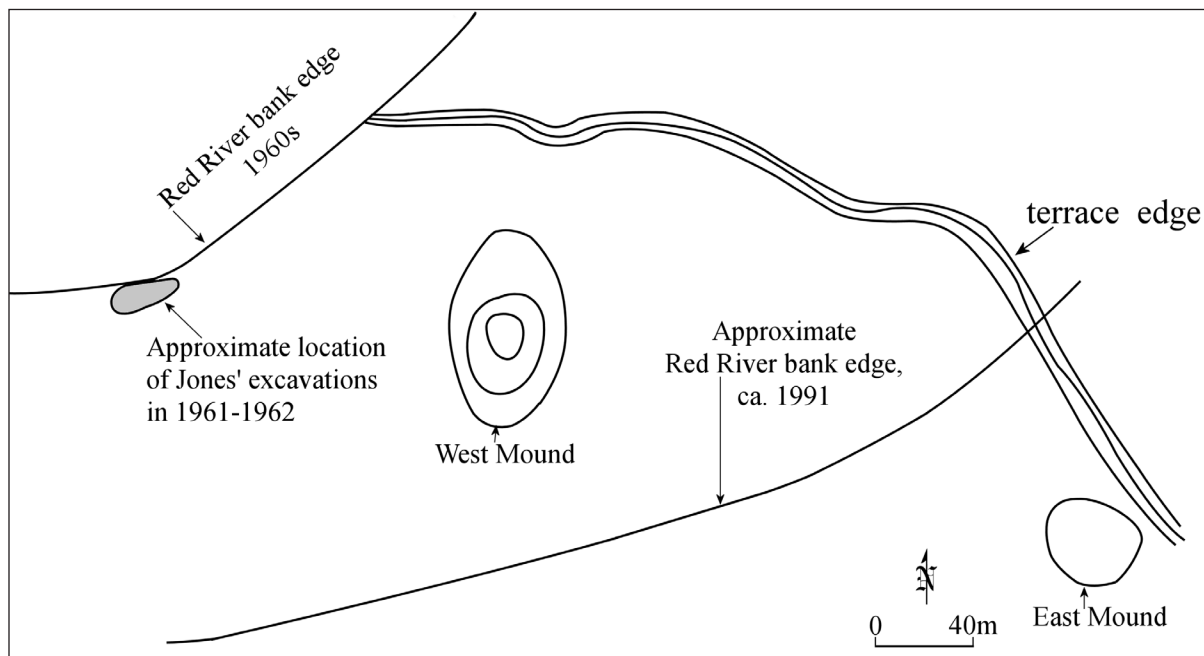 Red River bank edge
1960s
terrace edge
Approximate location
of Jones' excavations
in 1961-1962
Approximate
Red River bank edge,
ca. 1991
West Mound
N
0 40m
East Mound